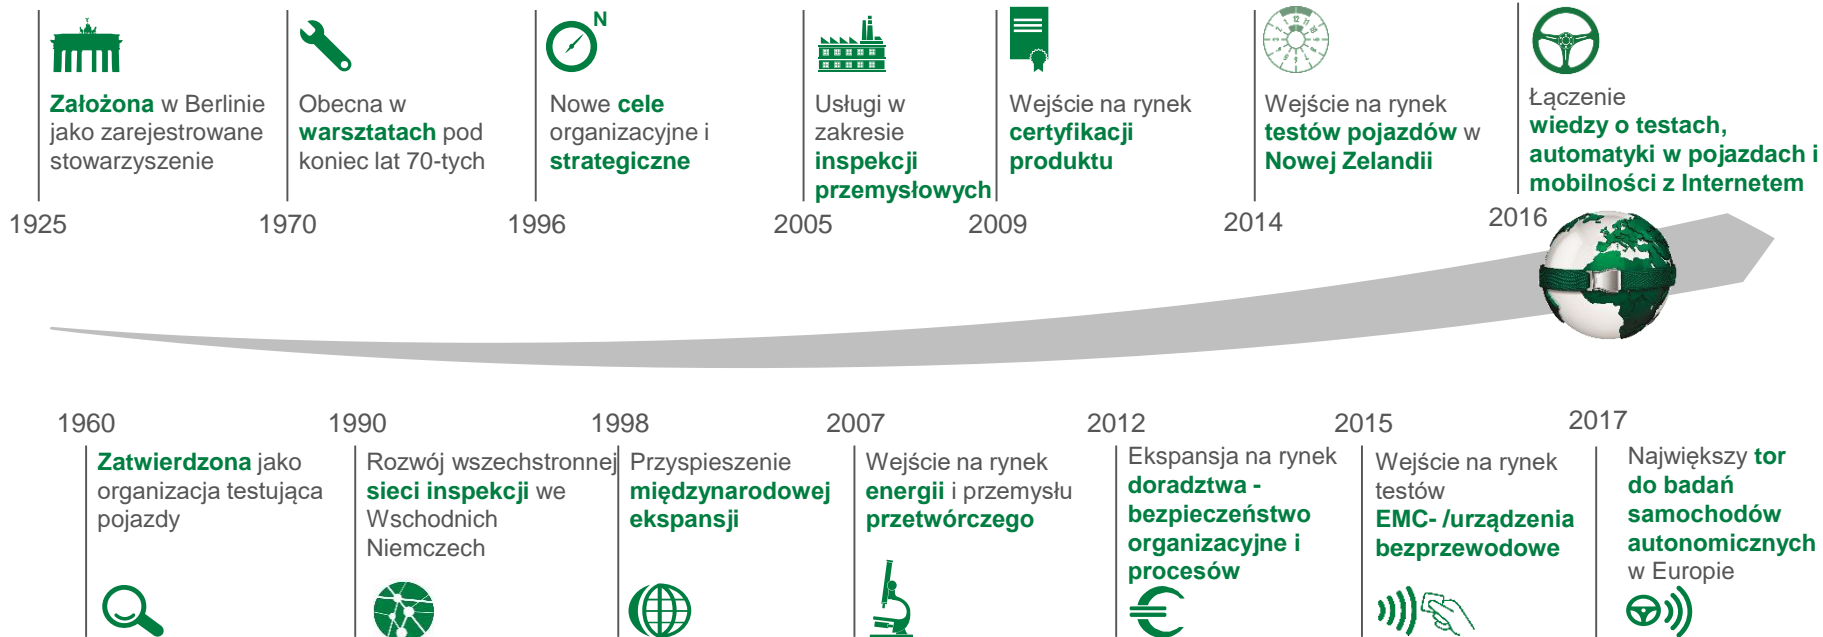 N
Założona w Berlinie
jako zarejestrowane
stowarzyszenie
1925
Obecna w
warsztatach pod
koniec lat 70-tych
1970
Nowe cele
organizacyjne i
strategiczne
1996
Usługi w
zakresie
inspekcji
przemysłowych
2005
Wejście na rynek
certyfikacji
produktu
2009
Wejście na rynek
testów pojazdów w
Nowej Zelandii
2014
Łączenie
wiedzy o testach,
automatyki w pojazdach i
mobilności z Internetem
2016
1960
Zatwierdzona jako
organizacja testująca
pojazdy
1990
Rozwój wszechstronnej
sieci inspekcji we
Wschodnich
Niemczech
1998
Przyspieszenie
międzynarodowej
ekspansji
2007
Wejście na rynek
energii i przemysłu
przetwórczego
2012
Ekspansja na rynek
doradztwa -
bezpieczeństwo
organizacyjne i
procesów
2015
Wejście na rynek
testów
EMC- /urządzenia
bezprzewodowe
2017
Największy tor
do badań
samochodów
autonomicznych
w Europie